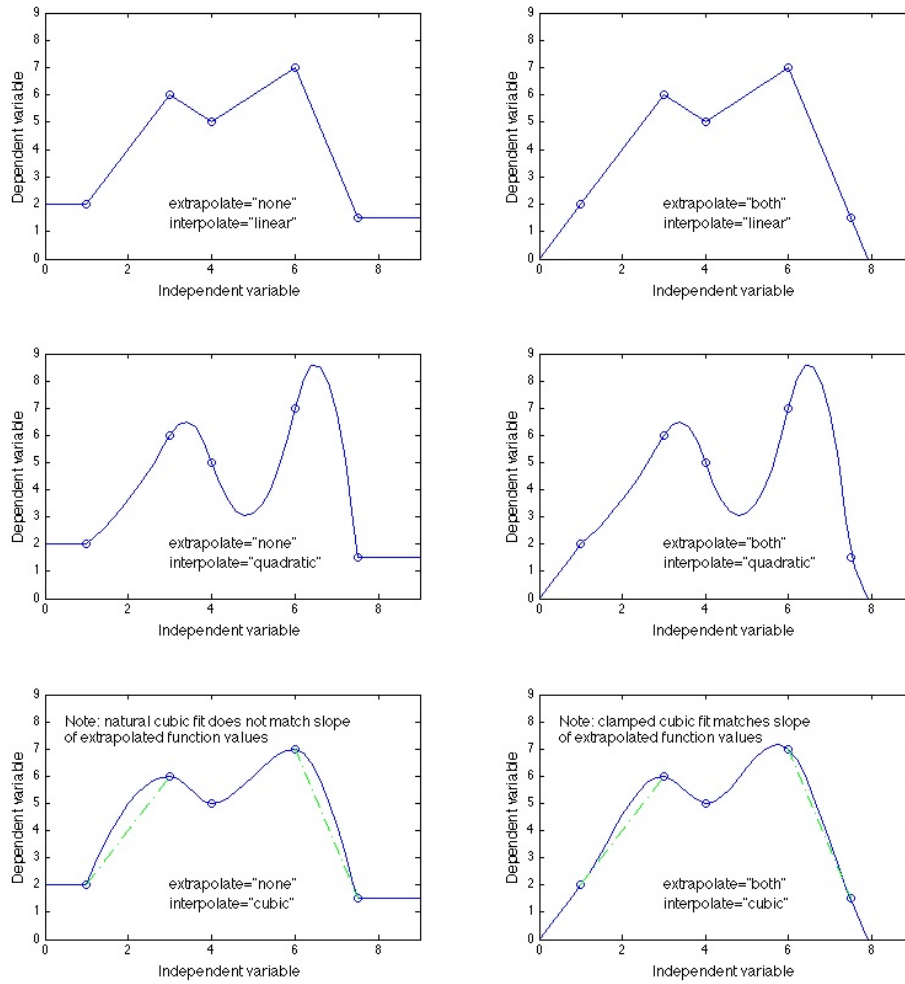 9
8
7
6
5
4
3
2
1
0
Dependent variable
extrapolate="none"
interpolate="linear"
0 2 4 6 8
Independent variable
9
8
7
6
5
4
3
2
1
0
Dependent variable
extrapolate="both"
interpolate="linear"
0 2 4 6 8
Independent variable
9
8
7
6
5
4
3
2
1
0
Dependent variable
extrapolate="none"
interpolate="quadratic"
0 2 4 6 8
Independent variable
9
8
7
6
5
4
3
2
1
0
Dependent variable
extrapolate="both"
interpolate="quadratic"
0 2 4 6 8
Independent variable
9
8
7
6
5
4
3
2
1
0
Dependent variable
Note: natural cubic fit does not match slope
of extrapolated function values
extrapolate="none"
interpolate="cubic"
0 2 4 6 8
Independent variable
9
8
7
6
5
4
3
2
1
0
Dependent variable
Note: clamped cubic fit matches slope
of extrapolated function values
extrapolate="both"
interpolate="cubic"
0 2 4 6 8
Independent variable